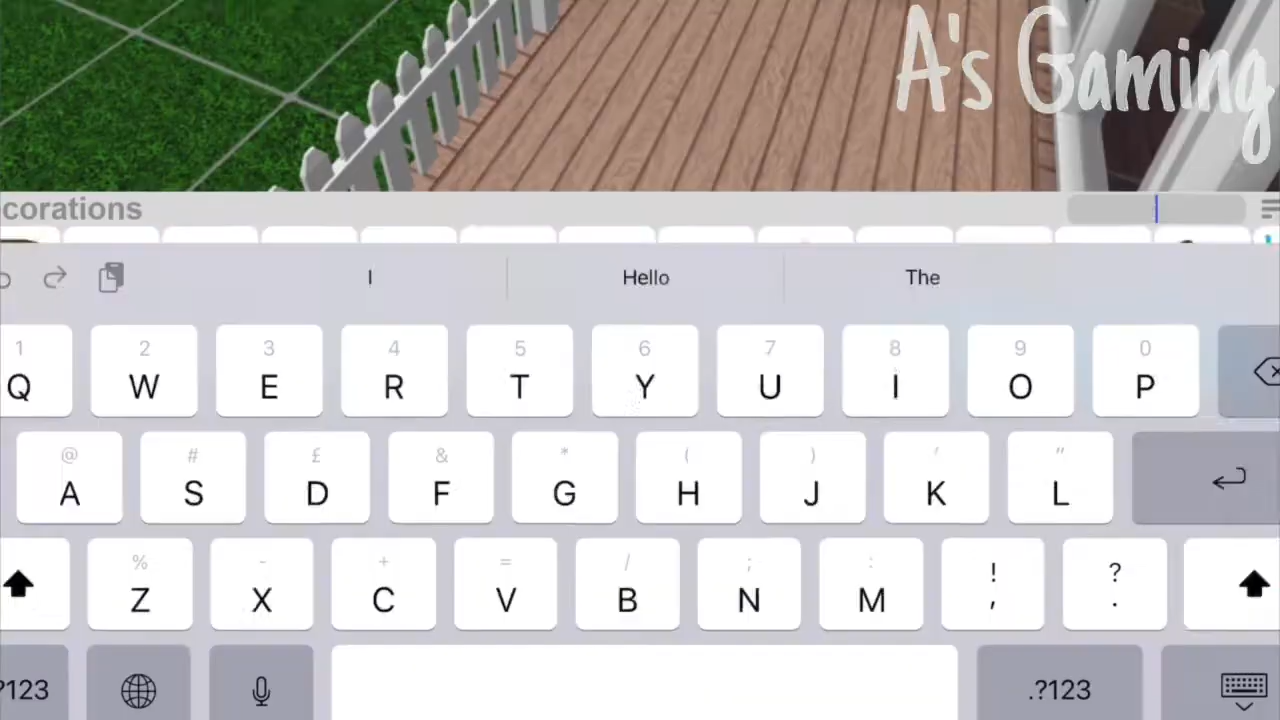 A's Gaming
corations
I Hello The
1 2 3 4 5 6 7 8 9 0
Q W E R T Y U I O P
@ # £ & * ( ) ' "
A S D F G H J K L
% - + = / ; : ! ?
Z X C V B N M , .
?123 .?123